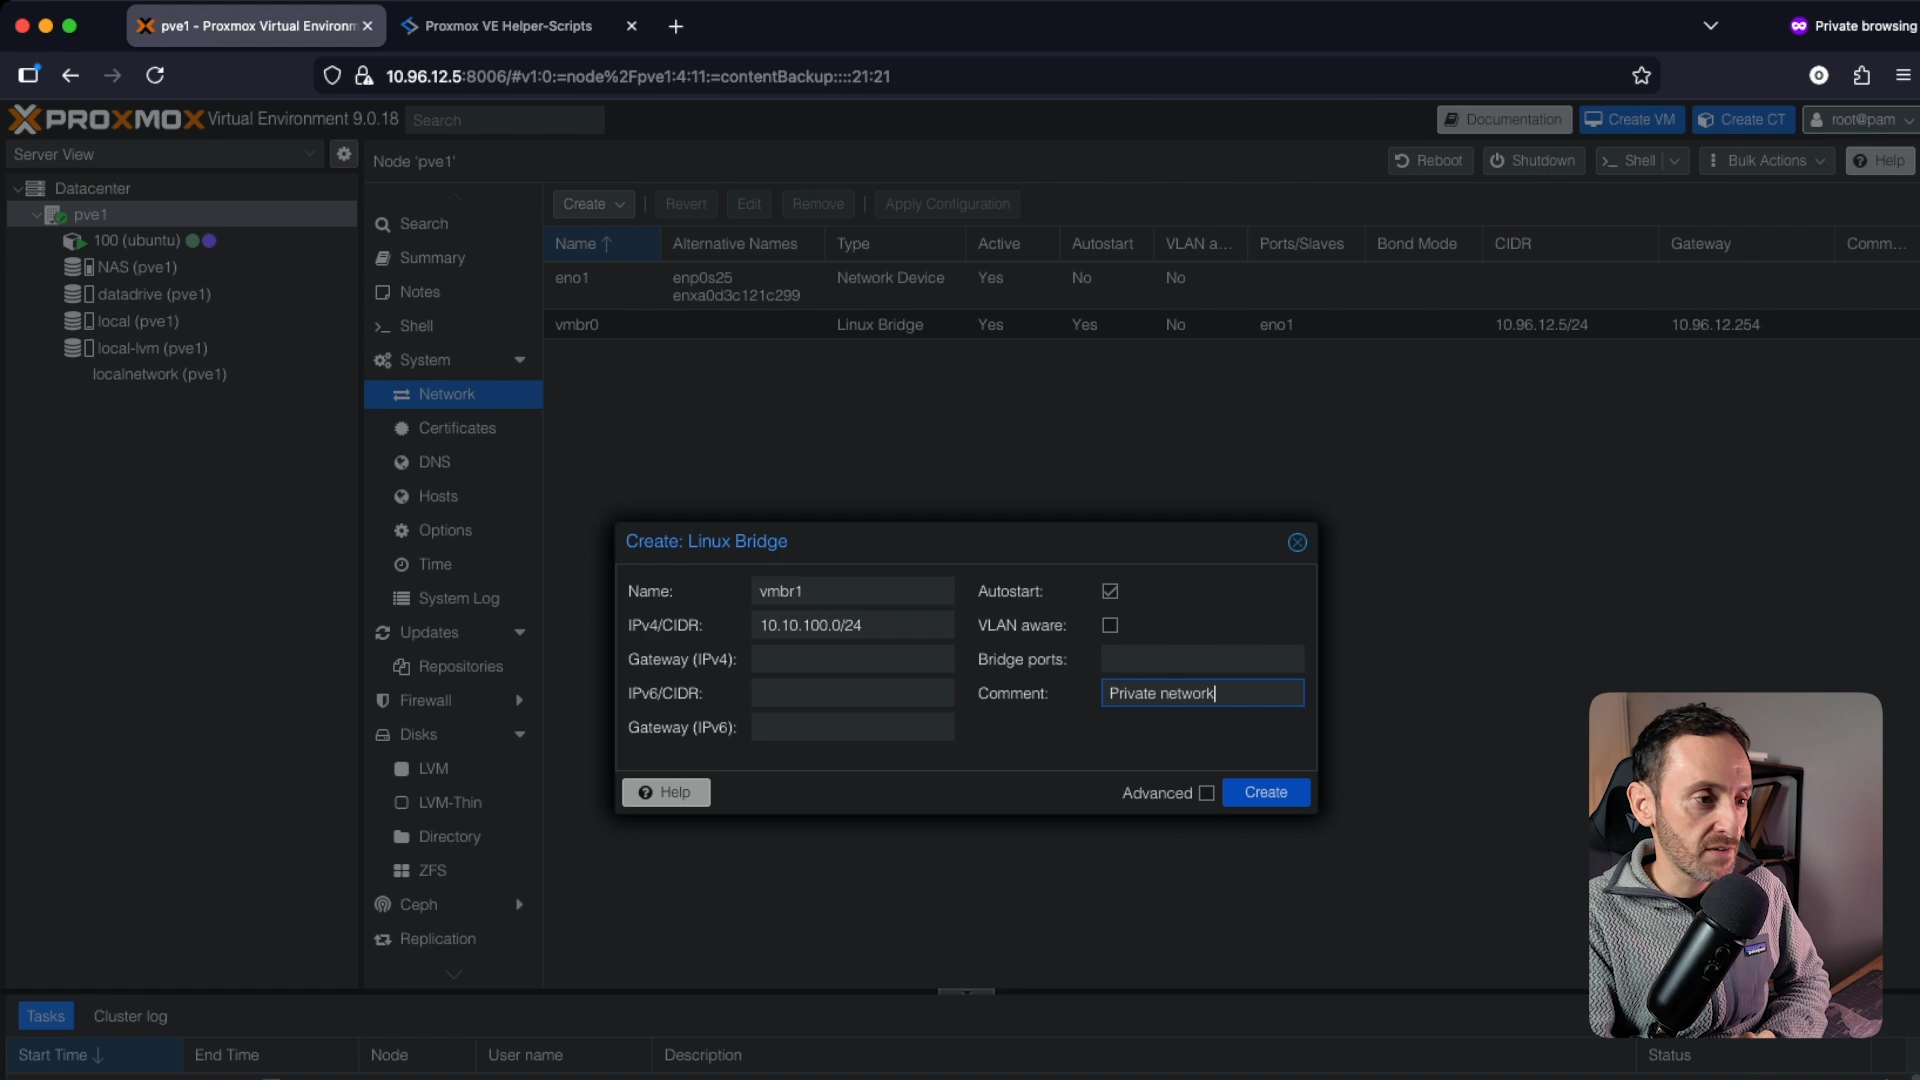 pve1 - Proxmox Virtual Environm
Proxmox VE Helper-Scripts
Private browsing
10.96.12.5:8006/#v1:0:=node%2Fpve1:4:11:=contentBackup::::21:21
PROXMOX Virtual Environment 9.0.18
Search
Documentation
Create VM
Create CT
root@pam
Server View
Node 'pve1'
Reboot
Shutdown
Shell
Bulk Actions
Help
Datacenter
pve1
100 (ubuntu)
NAS (pve1)
datadrive (pve1)
local (pve1)
local-lvm (pve1)
localnetwork (pve1)
Search
Summary
Notes
Shell
System
Network
Certificates
DNS
Hosts
Options
Time
System Log
Updates
Repositories
Firewall
Disks
LVM
LVM-Thin
Directory
ZFS
Ceph
Replication
Create
Revert
Edit
Remove
Apply Configuration
Name
Alternative Names
Type
Active
Autostart
VLAN a...
Ports/Slaves
Bond Mode
CIDR
Gateway
Comm...
eno1
enp0s25
enxa0d3c121c299
Network Device
Yes
No
No
vmbr0
Linux Bridge
Yes
Yes
No
eno1
10.96.12.5/24
10.96.12.254
Create: Linux Bridge
Name:
vmbr1
Autostart:
IPv4/CIDR:
10.10.100.0/24
VLAN aware:
Gateway (IPv4):
Bridge ports:
IPv6/CIDR:
Comment:
Private network
Gateway (IPv6):
Help
Advanced
Create
Tasks
Cluster log
Start Time
End Time
Node
User name
Description
Status